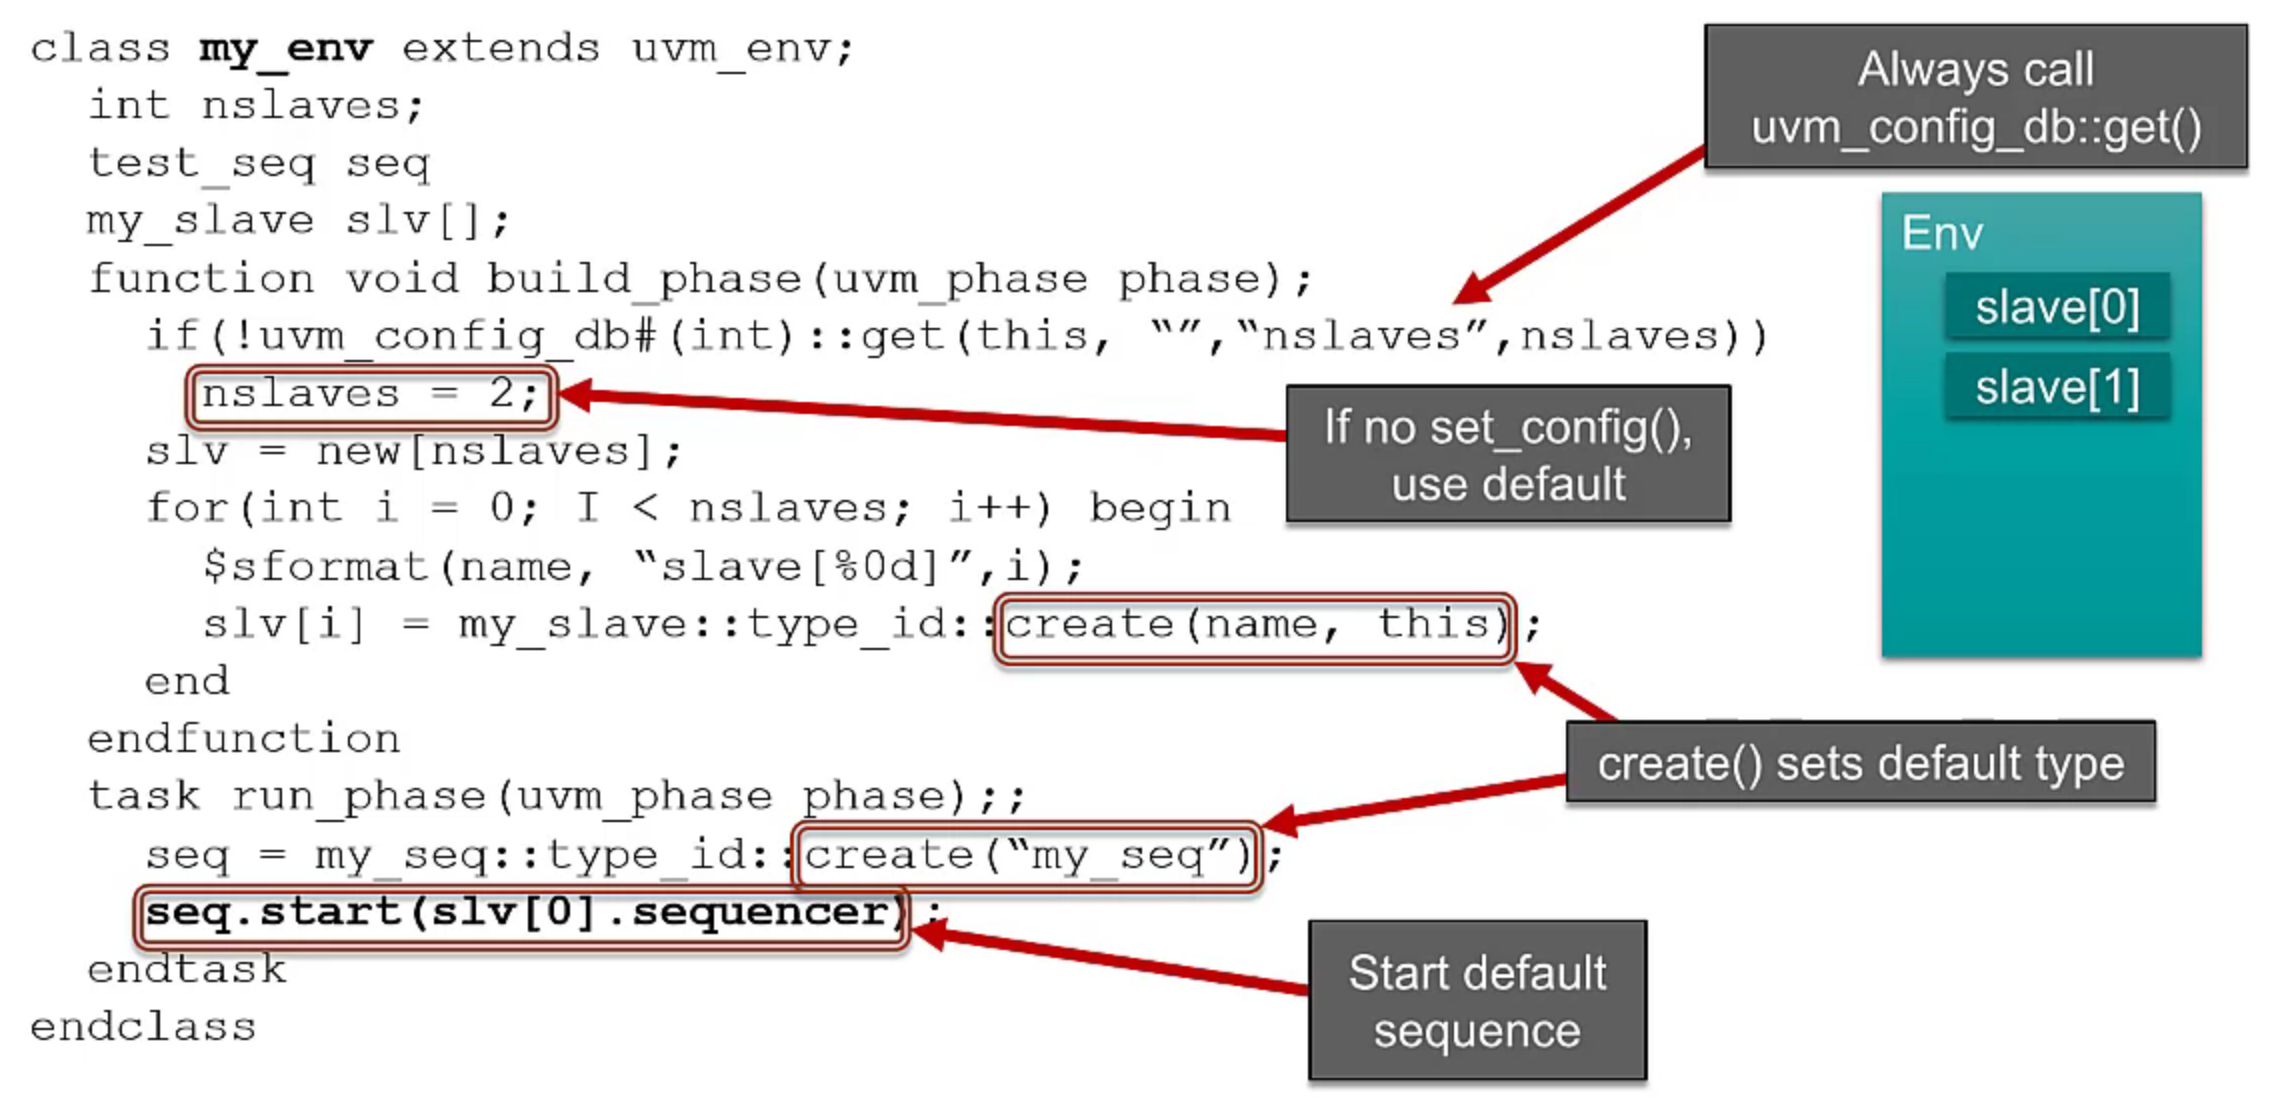 class my_env extends uvm_env;
int nslaves;
test_seq seq
my_slave slv[];
function void build_phase(uvm_phase phase);
if(!uvm_config_db#(int)::get(this, “”,“nslaves”,nslaves))
nslaves = 2;
slv = new[nslaves];
for(int i = 0; I < nslaves; i++) begin
$sformat(name, “slave[%0d]”,i);
slv[i] = my_slave::type_id::create(name, this);
end
endfunction
task run_phase(uvm_phase phase);;
seq = my_seq::type_id::create(“my_seq”);
seq.start(slv[0].sequencer);
endtask
endclass
Always call
uvm_config_db::get()
Env
slave[0]
slave[1]
If no set_config(),
use default
create() sets default type
Start default
sequence